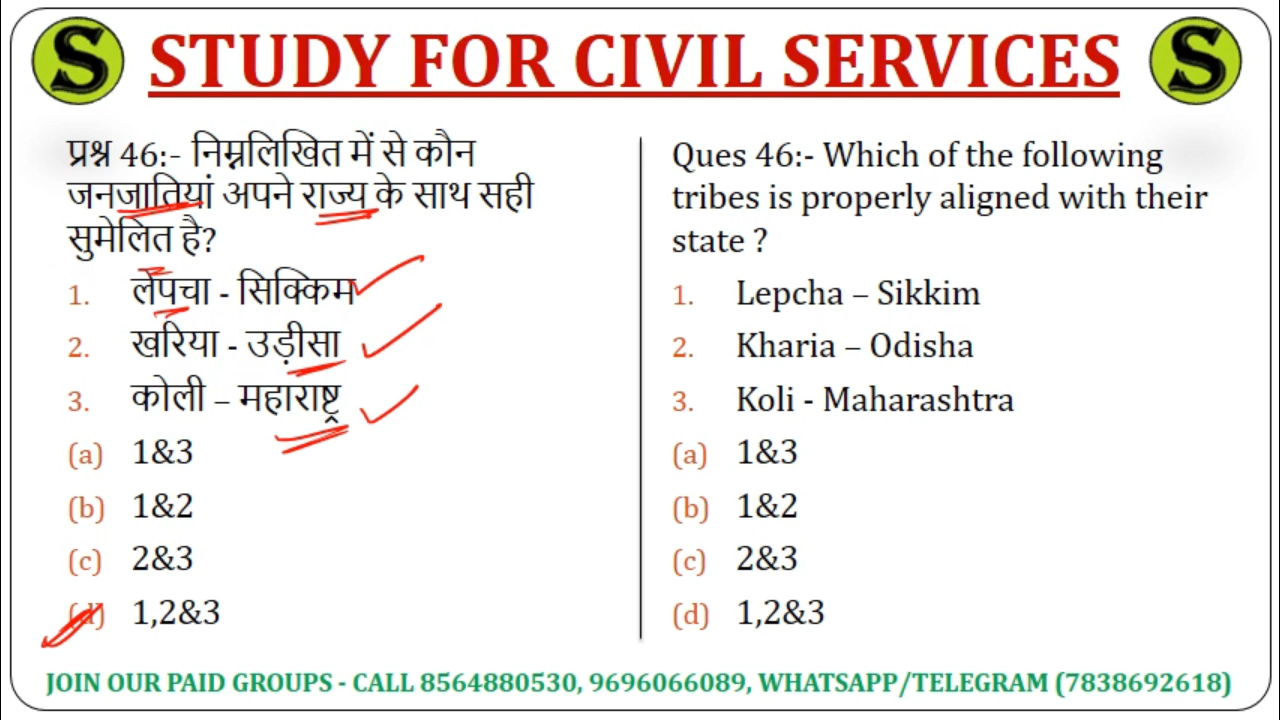 S STUDY FOR CIVIL SERVICES S
प्रश्न 46:- निम्नलिखित में से कौन
जनजातियां अपने राज्य के साथ सही
सुमेलित है?
1. लेपचा - सिक्किम
2. खरिया - उड़ीसा
3. कोली – महाराष्ट्र
(a) 1&3
(b) 1&2
(c) 2&3
(d) 1,2&3
Ques 46:- Which of the following
tribes is properly aligned with their
state ?
1. Lepcha – Sikkim
2. Kharia – Odisha
3. Koli - Maharashtra
(a) 1&3
(b) 1&2
(c) 2&3
(d) 1,2&3
JOIN OUR PAID GROUPS - CALL 8564880530, 9696066089, WHATSAPP/TELEGRAM (7838692618)